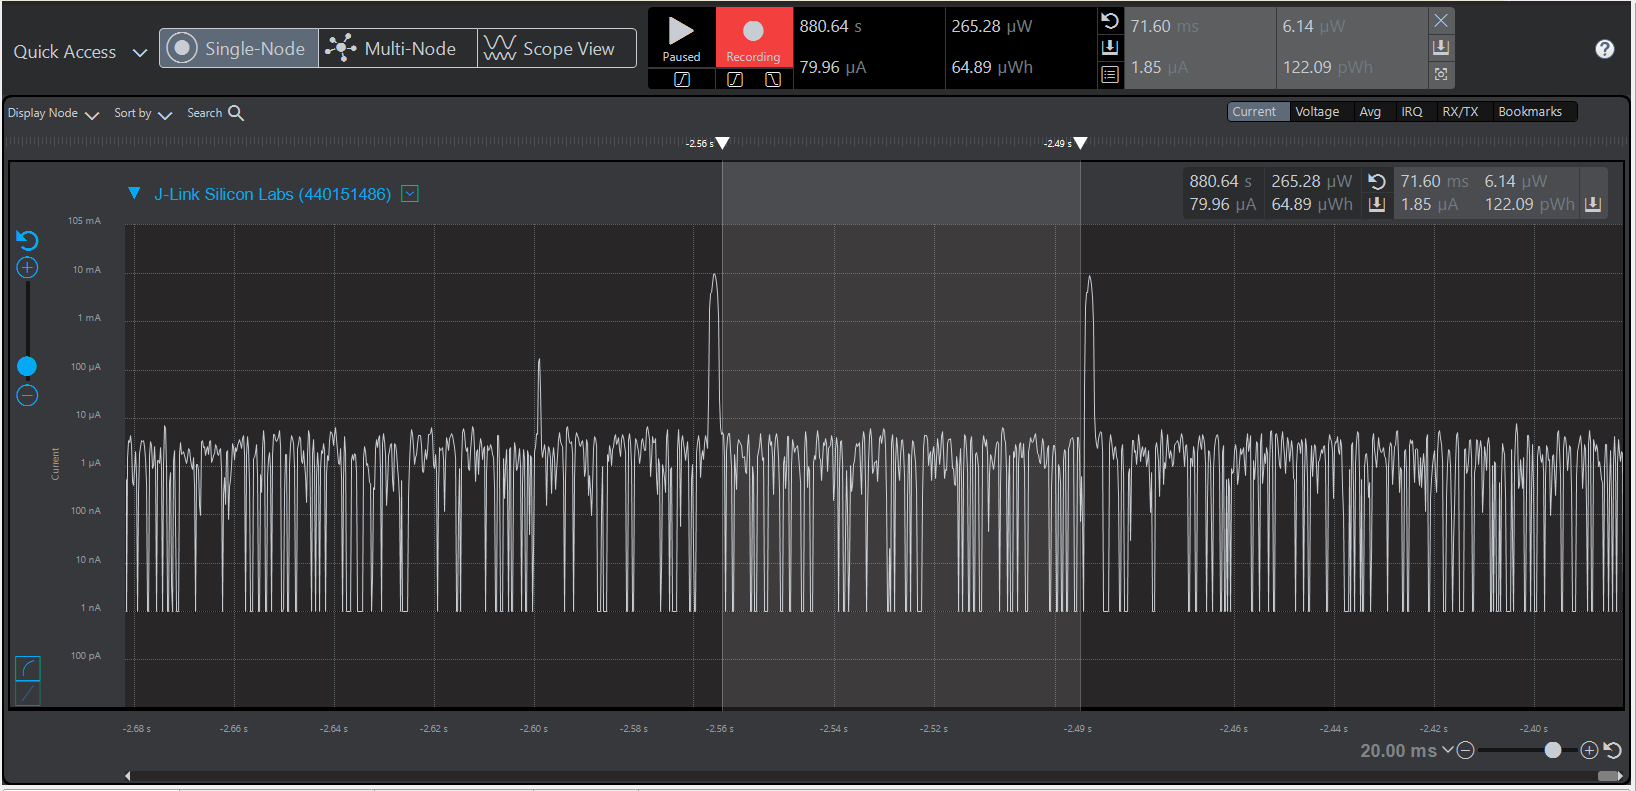 Quick Access
Single-Node
Multi-Node
Scope View
Paused
Recording
880.64 s
265.28 µW
79.96 µA
64.89 µWh
71.60 ms
6.14 µW
1.85 µA
122.09 pWh
?
Display Node
Sort by
Search
Current
Voltage
Avg
IRQ
RX/TX
Bookmarks
-2.56 s
-2.49 s
J-Link Silicon Labs (440151486)
880.64 s
265.28 µW
71.60 ms
6.14 µW
79.96 µA
64.89 µWh
1.85 µA
122.09 pWh
105 mA
10 mA
1 mA
100 µA
10 µA
1 µA
100 nA
10 nA
1 nA
100 pA
Current
-2.68 s
-2.66 s
-2.64 s
-2.62 s
-2.60 s
-2.58 s
-2.56 s
-2.54 s
-2.52 s
-2.49 s
-2.46 s
-2.44 s
-2.42 s
-2.40 s
20.00 ms